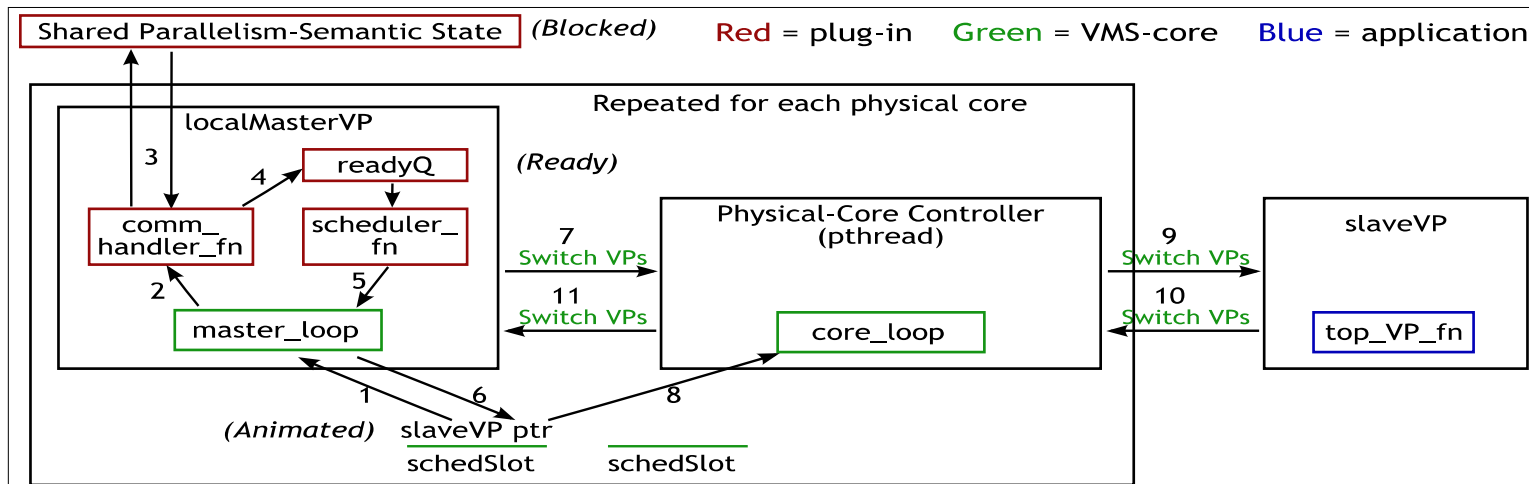 Shared Parallelism-Semantic State
(Blocked)
Red = plug-in
Green = VMS-core
Blue = application
Repeated for each physical core
localMasterVP
3
4
readyQ
(Ready)
comm_
handler_fn
scheduler_
fn
2
5
master_loop
7
Switch VPs
11
Switch VPs
Physical-Core Controller
(pthread)
core_loop
9
Switch VPs
10
Switch VPs
slaveVP
top_VP_fn
1
6
8
(Animated)
slaveVP ptr
schedSlot
schedSlot